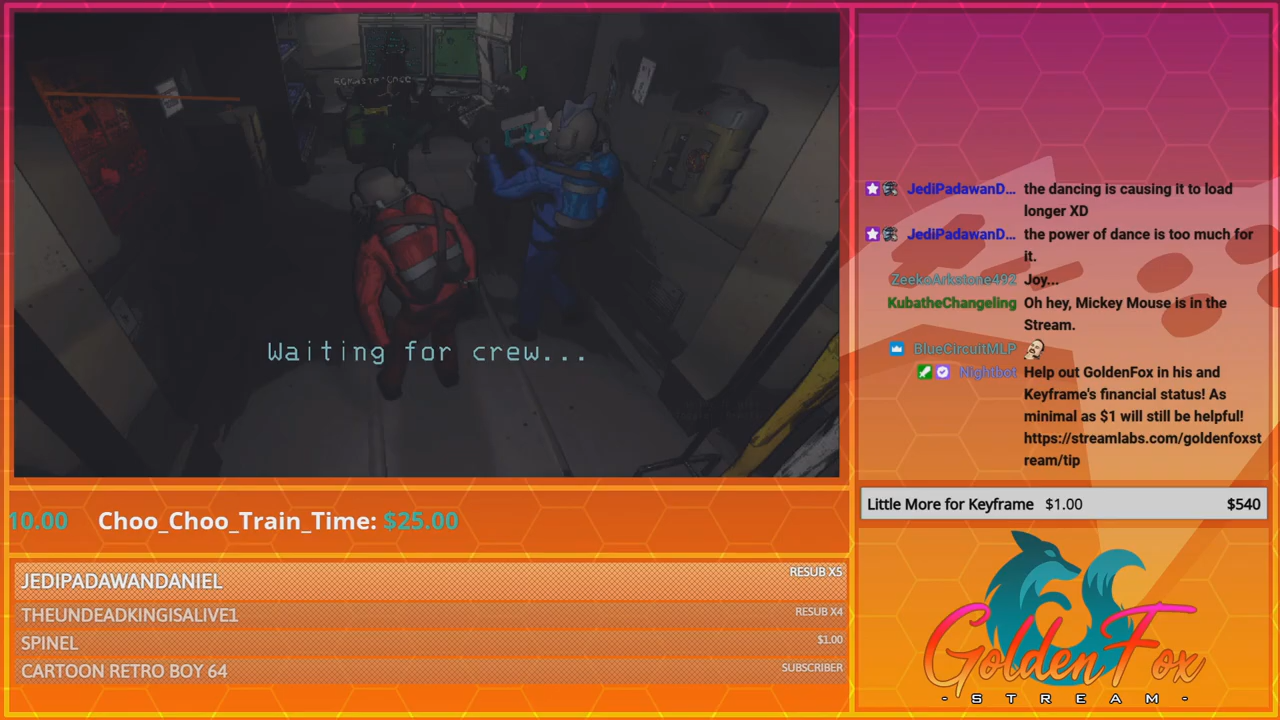 Waiting for crew...
10.00 Choo_Choo_Train_Time: $25.00
JEDIPADAWANDANIEL RESUB X5
THEUNDEADKINGISALIVE1 RESUB X4
SPINEL $1.00
CARTOON RETRO BOY 64 SUBSCRIBER
JediPadawanD... the dancing is causing it to load
longer XD
JediPadawanD... the power of dance is too much for
it.
ZeekoArkstone492 Joy...
KubatheChangeling Oh hey, Mickey Mouse is in the
Stream.
BlueCircuitMLP
Nightbot Help out GoldenFox in his and
Keyframe's financial status! As
minimal as $1 will still be helpful!
https://streamlabs.com/goldenfoxst
ream/tip
Little More for Keyframe $1.00 $540
GoldenFox
- S T R E A M -